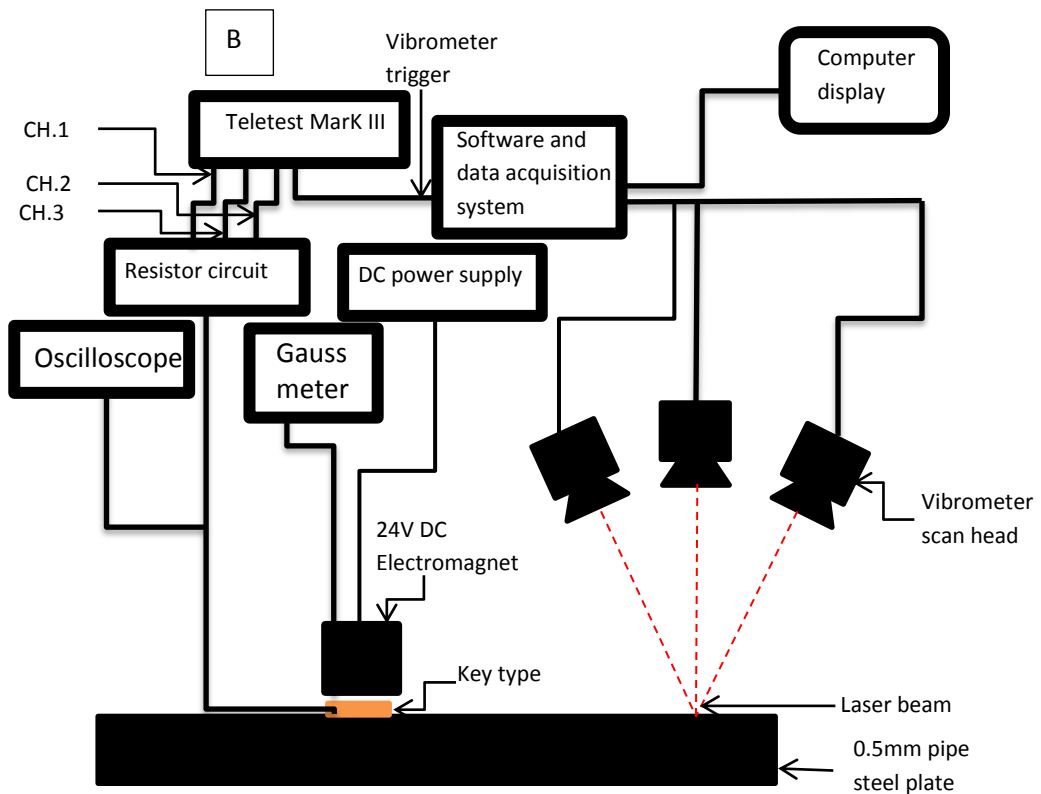 B
Vibrometer
trigger
Computer
display
Teletest MarK III
CH.1
Software and
data acquisition
system
CH.2
CH.3
Resistor circuit
DC power supply
Oscilloscope
Gauss
meter
Vibrometer
scan head
24V DC
Electromagnet
Key type
Laser beam
0.5mm pipe
steel plate